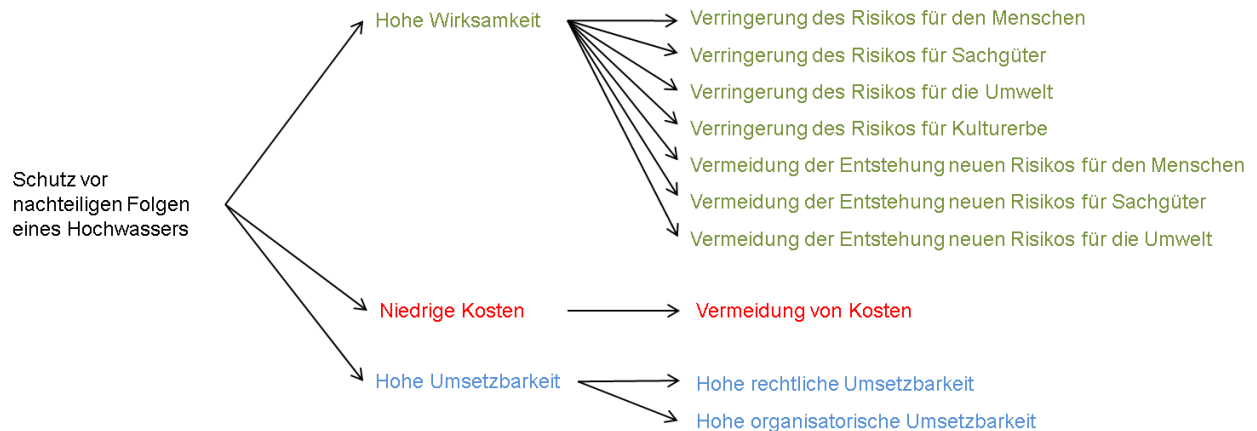 Hohe Wirksamkeit
Verringerung des Risikos für den Menschen
Verringerung des Risikos für Sachgüter
Verringerung des Risikos für die Umwelt
Verringerung des Risikos für Kulturerbe
Vermeidung der Entstehung neuen Risikos für den Menschen
Vermeidung der Entstehung neuen Risikos für Sachgüter
Vermeidung der Entstehung neuen Risikos für die Umwelt
Schutz vor
nachteiligen Folgen
eines Hochwassers
Niedrige Kosten
Vermeidung von Kosten
Hohe Umsetzbarkeit
Hohe rechtliche Umsetzbarkeit
Hohe organisatorische Umsetzbarkeit